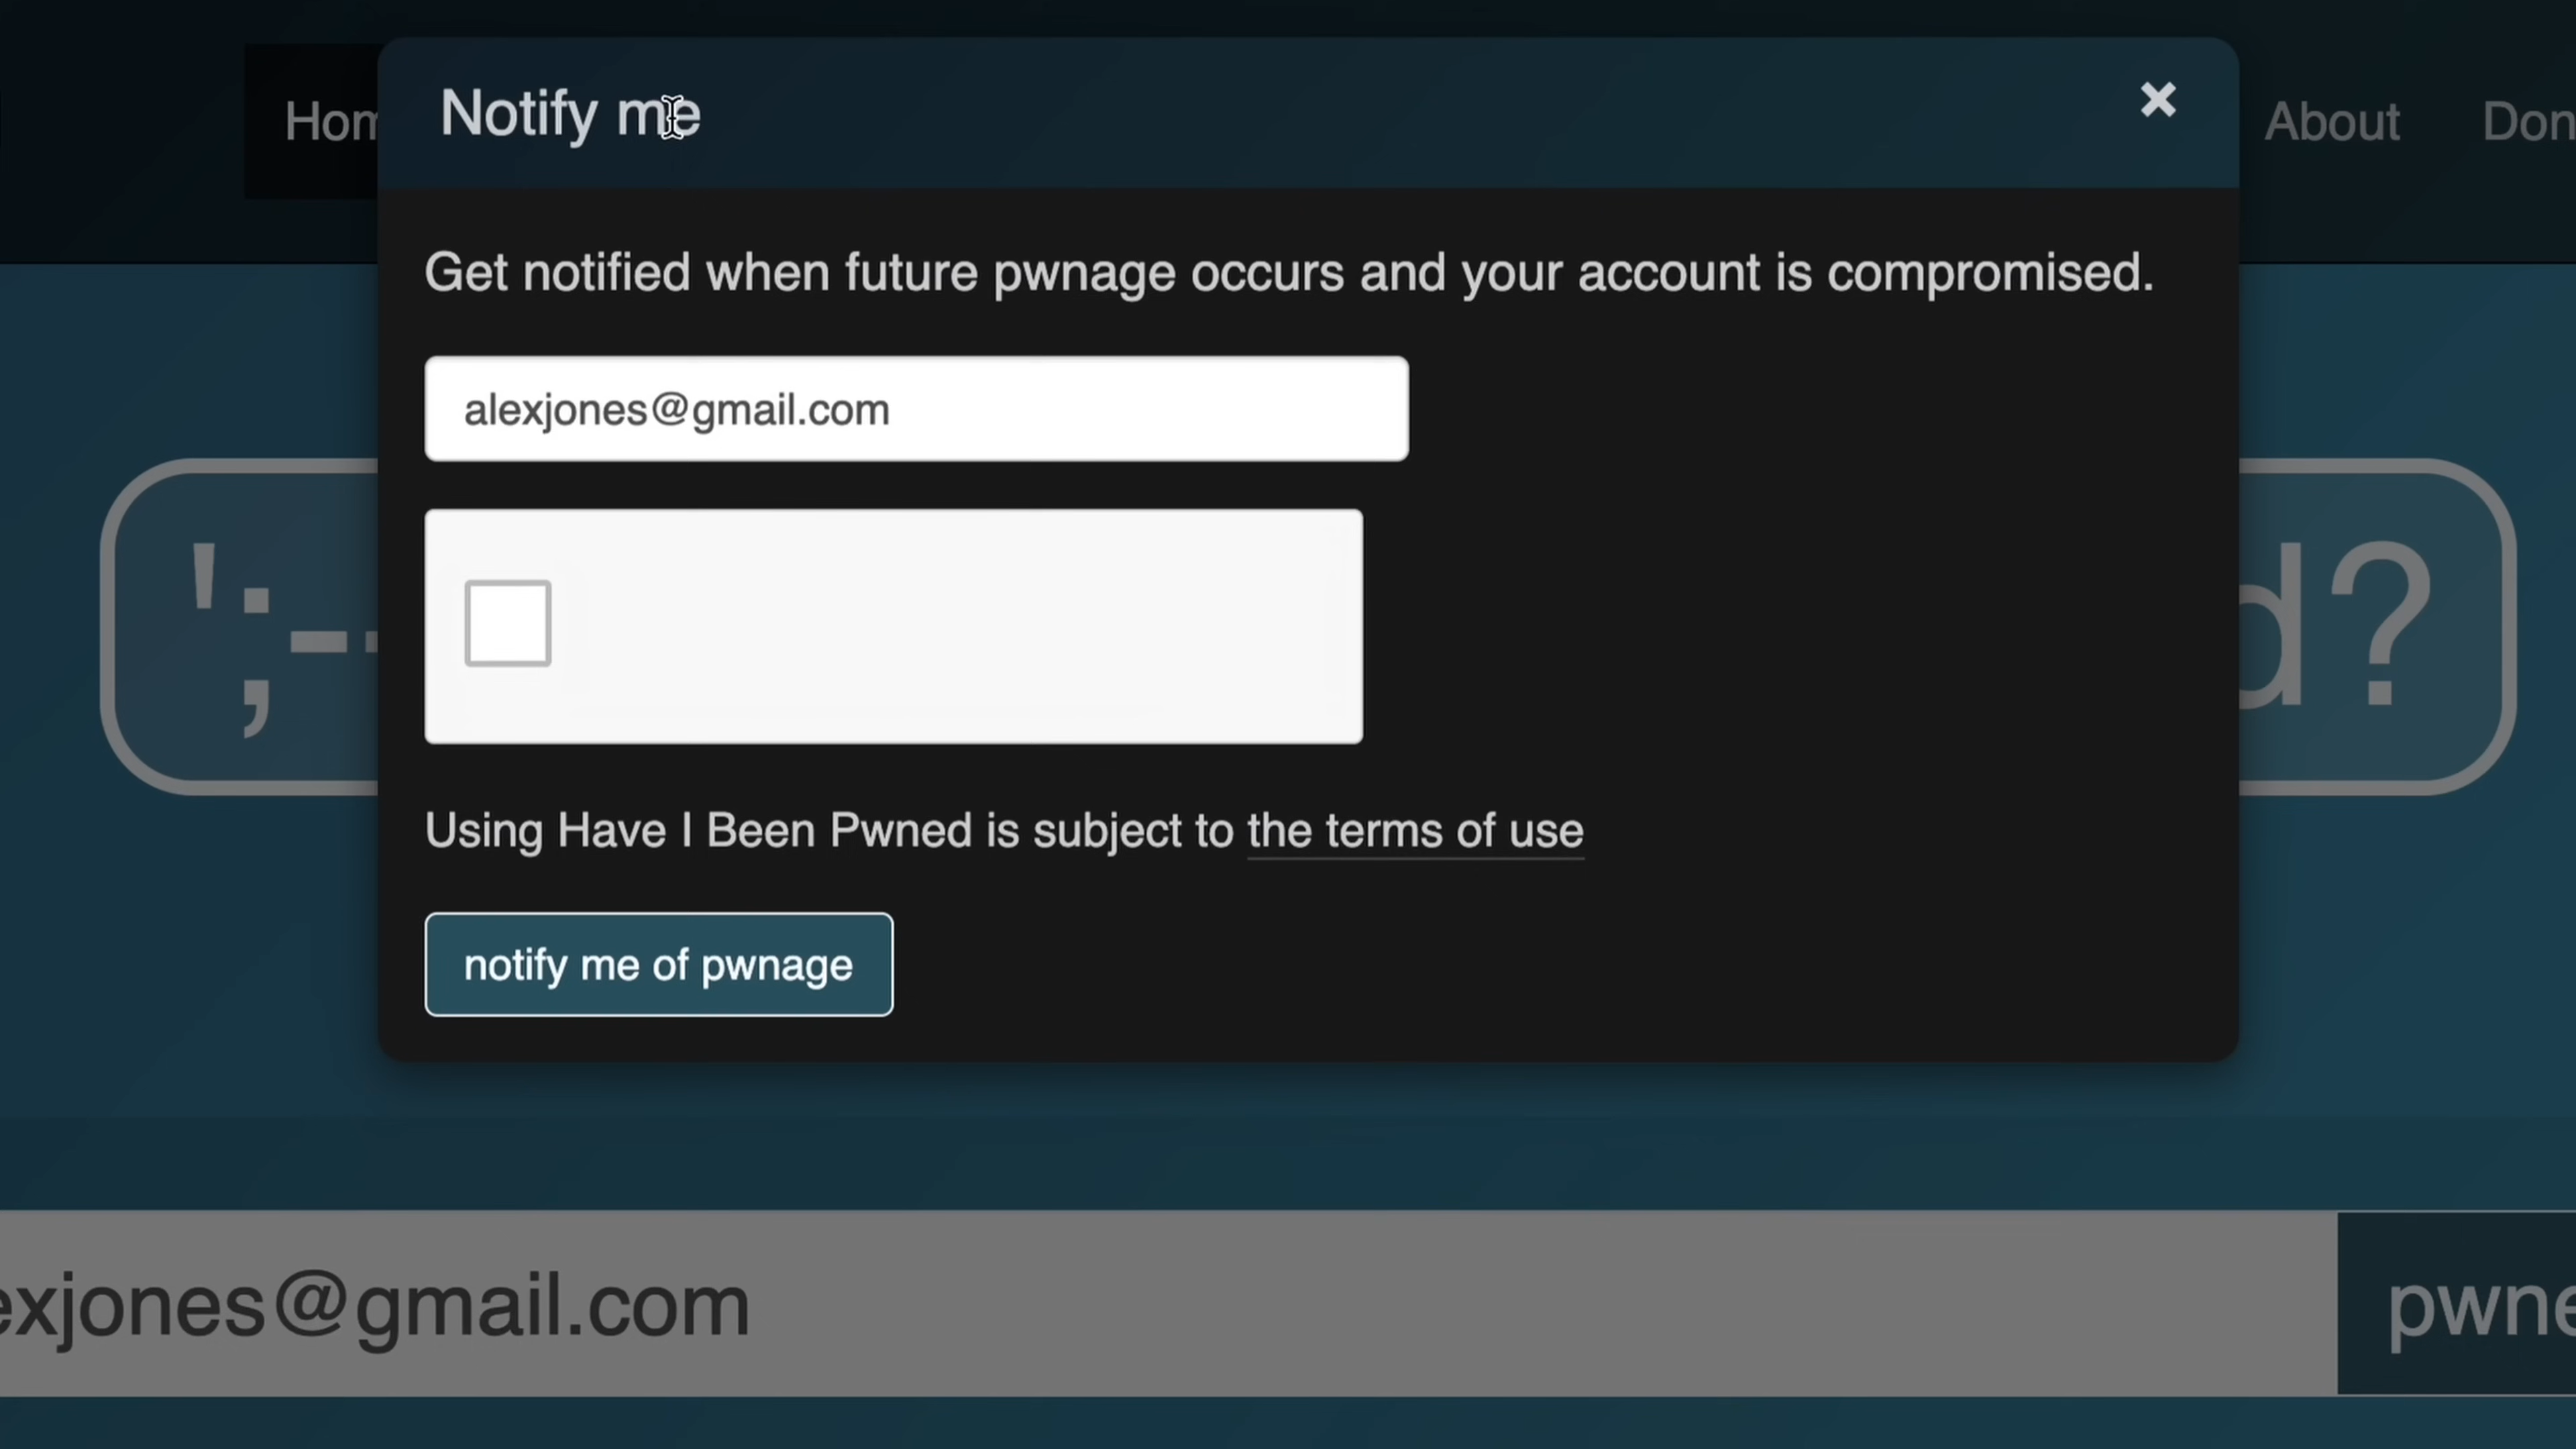 Hom
Notify me
About
Don
Get notified when future pwnage occurs and your account is compromised.
alexjones@gmail.com
';--
d?
Using Have I Been Pwned is subject to the terms of use
notify me of pwnage
exjones@gmail.com
pwne